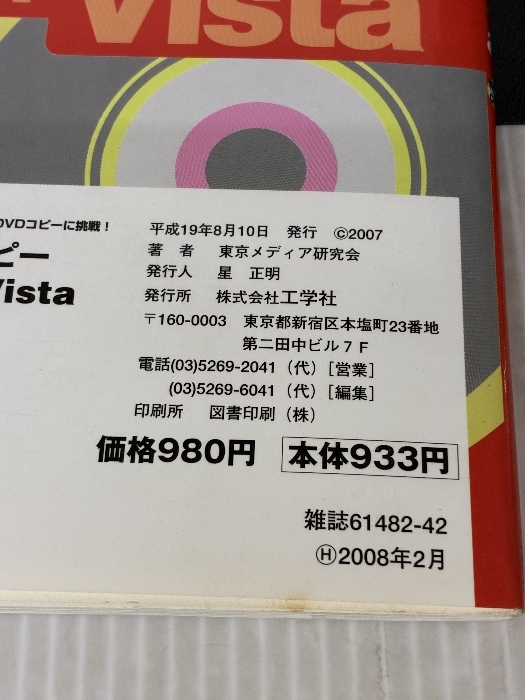 Vista
DVDコピーに挑戦！
ピー
Vista
平成19年8月10日　発行　©2007
著　者　東京メディア研究会
発行人　星　正明
発行所　株式会社工学社
〒160-0003　東京都新宿区本塩町23番地
第二田中ビル７Ｆ
電話(03)5269-2041（代）[営業]
(03)5269-6041（代）[編集]
印刷所　図書印刷（株）
価格980円　本体933円
雑誌61482-42
Ⓗ2008年2月